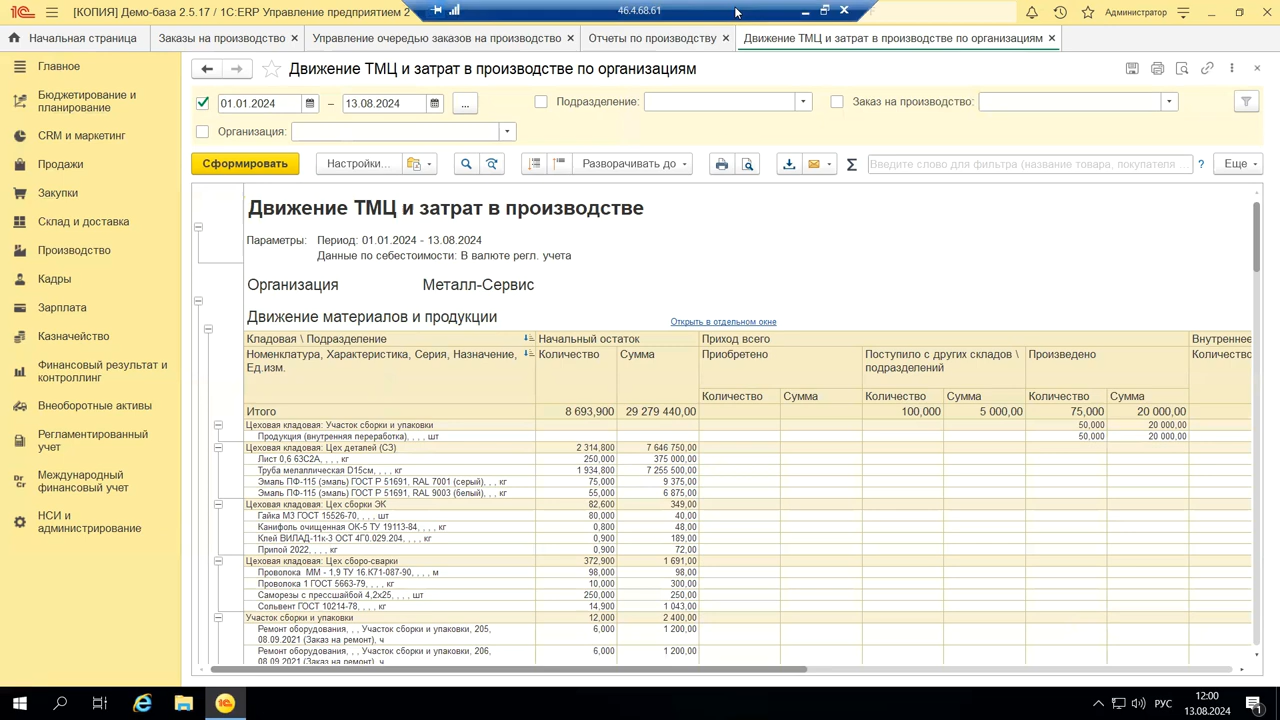 [КОПИЯ] Демо-база 2.5.17 / 1С:ERP Управление предприятием 2
46.4.68.61
Администратор
Начальная страница
Заказы на производство
Управление очередью заказов на производство
Отчеты по производству
Движение ТМЦ и затрат в производстве по организациям
Главное
Бюджетирование и планирование
CRM и маркетинг
Продажи
Закупки
Склад и доставка
Производство
Кадры
Зарплата
Казначейство
Финансовый результат и контроллинг
Внеоборотные активы
Регламентированный учет
Международный финансовый учет
НСИ и администрирование
Движение ТМЦ и затрат в производстве по организациям
01.01.2024 – 13.08.2024 ... Подразделение: Заказ на производство:
Организация:
Сформировать Настройки... Разворачивать до Σ Введите слово для фильтра (название товара, покупателя ... ? Еще
Движение ТМЦ и затрат в производстве
Параметры: Период: 01.01.2024 - 13.08.2024
Данные по себестоимости: В валюте регл. учета
Организация Металл-Сервис
Движение материалов и продукции Открыть в отдельном окне
Кладовая \ Подразделение Начальный остаток Приход всего Внутреннее
Номенклатура, Характеристика, Серия, Назначение, Ед.изм. Количество Сумма Приобретено Поступило с других складов \ подразделений Произведено Количество
Количество Сумма Количество Сумма Количество Сумма
Итого 8 693,900 29 279 440,00 100,000 5 000,00 75,000 20 000,00
Цеховая кладовая: Участок сборки и упаковки 50,000 20 000,00
Продукция (внутренняя переработка), , , , шт 50,000 20 000,00
Цеховая кладовая: Цех деталей (СЗ) 2 314,800 7 646 750,00
Лист 0,6 63С2А, , , , кг 250,000 375 000,00
Труба мелаплическая D15см, , , , кг 1 934,800 7 255 500,00
Эмаль ПФ-115 (эмаль) ГОСТ Р 51691, RAL 7001 (серый), , , кг 75,000 9 375,00
Эмаль ПФ-115 (эмаль) ГОСТ Р 51691, RAL 9003 (белый), , , кг 55,000 6 875,00
Цеховая кладовая: Цех сборки ЭК 82,600 349,00
Гайка М3 ГОСТ 15526-70, , , , шт 80,000 40,00
Канифоль очищенная ОК-5 ТУ 19113-84, , , , кг 0,800 48,00
Клей ВИЛАД-11к-3 ОСТ 4Г0.029.204, , , , кг 0,900 189,00
Припой 2022, , , , кг 0,900 72,00
Цеховая кладовая: Цех сборо-сварки 372,900 1 691,00
Проволока ММ - 1,9 ТУ 16.К71-087-90, , , , м 98,000 98,00
Проволока 1 ГОСТ 5663-79, , , , кг 10,000 300,00
Саморезы с прессшайбой 4,2х25, , , , шт 250,000 250,00
Сольвент ГОСТ 10214-78, , , , кг 14,900 1 043,00
Участок сборки и упаковки 12,000 2 400,00
Ремонт оборудования, , , Участок сборки и упаковки, 205, 6,000 1 200,00
08.09.2021 (Заказ на ремонт), ч
Ремонт оборудования, , , Участок сборки и упаковки, 206, 6,000 1 200,00
08.09.2021 (Заказ на ремонт), ч
РУС
12:00
13.08.2024
1